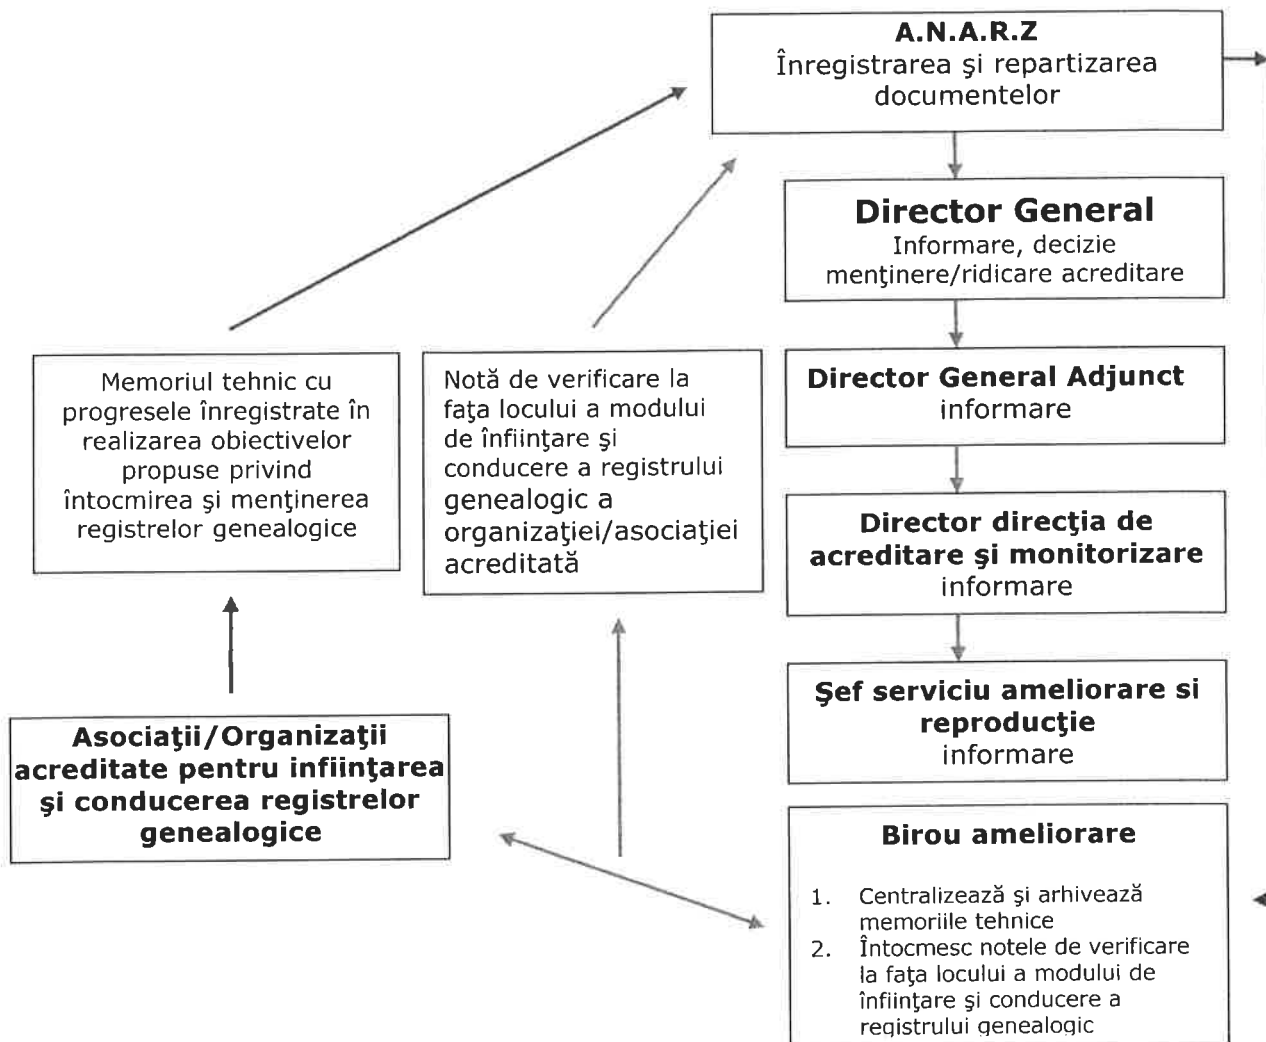 A.N.A.R.Z
Înregistrarea şi repartizarea
documentelor
Director General
Informare, decizie
menţinere/ridicare acreditare
Memoriul tehnic cu
progresele înregistrate în
realizarea obiectivelor
propuse privind
întocmirea şi menţinerea
registrelor genealogice
Notă de verificare la
faţa locului a modului
de înfiinţare şi
conducere a registrului
genealogic a
organizaţiei/asociaţiei
acreditată
Director General Adjunct
informare
Director direcţia de
acreditare şi monitorizare
informare
Şef serviciu ameliorare si
reproducţie
informare
Asociaţii/Organizaţii
acreditate pentru infiinţarea
şi conducerea registrelor
genealogice
Birou ameliorare
1. Centralizează şi arhivează
memoriile tehnice
2. Întocmesc notele de verificare
la faţa locului a modului de
înfiinţare şi conducere a
registrului genealogic